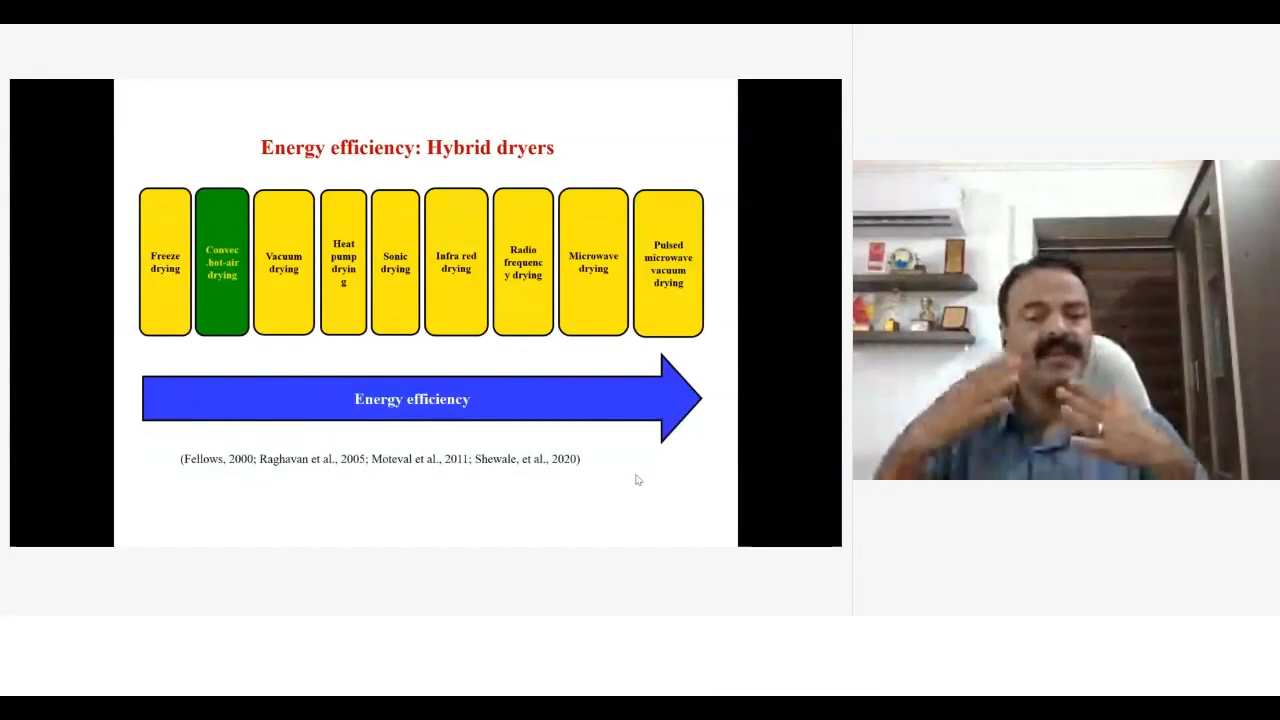 Energy efficiency: Hybrid dryers
Freeze
drying
Convec
.hot-air
drying
Vacuum
drying
Heat
pump
dryin
g
Sonic
drying
Infra red
drying
Radio
frequenc
y drying
Microwave
drying
Pulsed
microwave
vacuum
drying
Energy efficiency
(Fellows, 2000; Raghavan et al., 2005; Moteval et al., 2011; Shewale, et al., 2020)